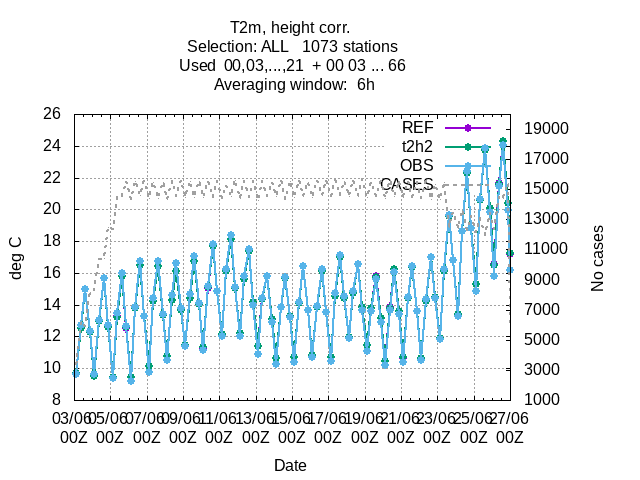 T2m, height corr.
Selection: ALL   1073 stations
Used  00,03,...,21  + 00 03 ... 66
Averaging window:  6h
26
24
22
20
18
16
14
12
10
8
deg C
REF
t2h2
OBS
CASES
19000
17000
15000
13000
11000
9000
7000
5000
3000
1000
No cases
03/06 05/06 07/06 09/06 11/06 13/06 15/06 17/06 19/06 21/06 23/06 25/06 27/06
00Z 00Z 00Z 00Z 00Z 00Z 00Z 00Z 00Z 00Z 00Z 00Z 00Z
Date